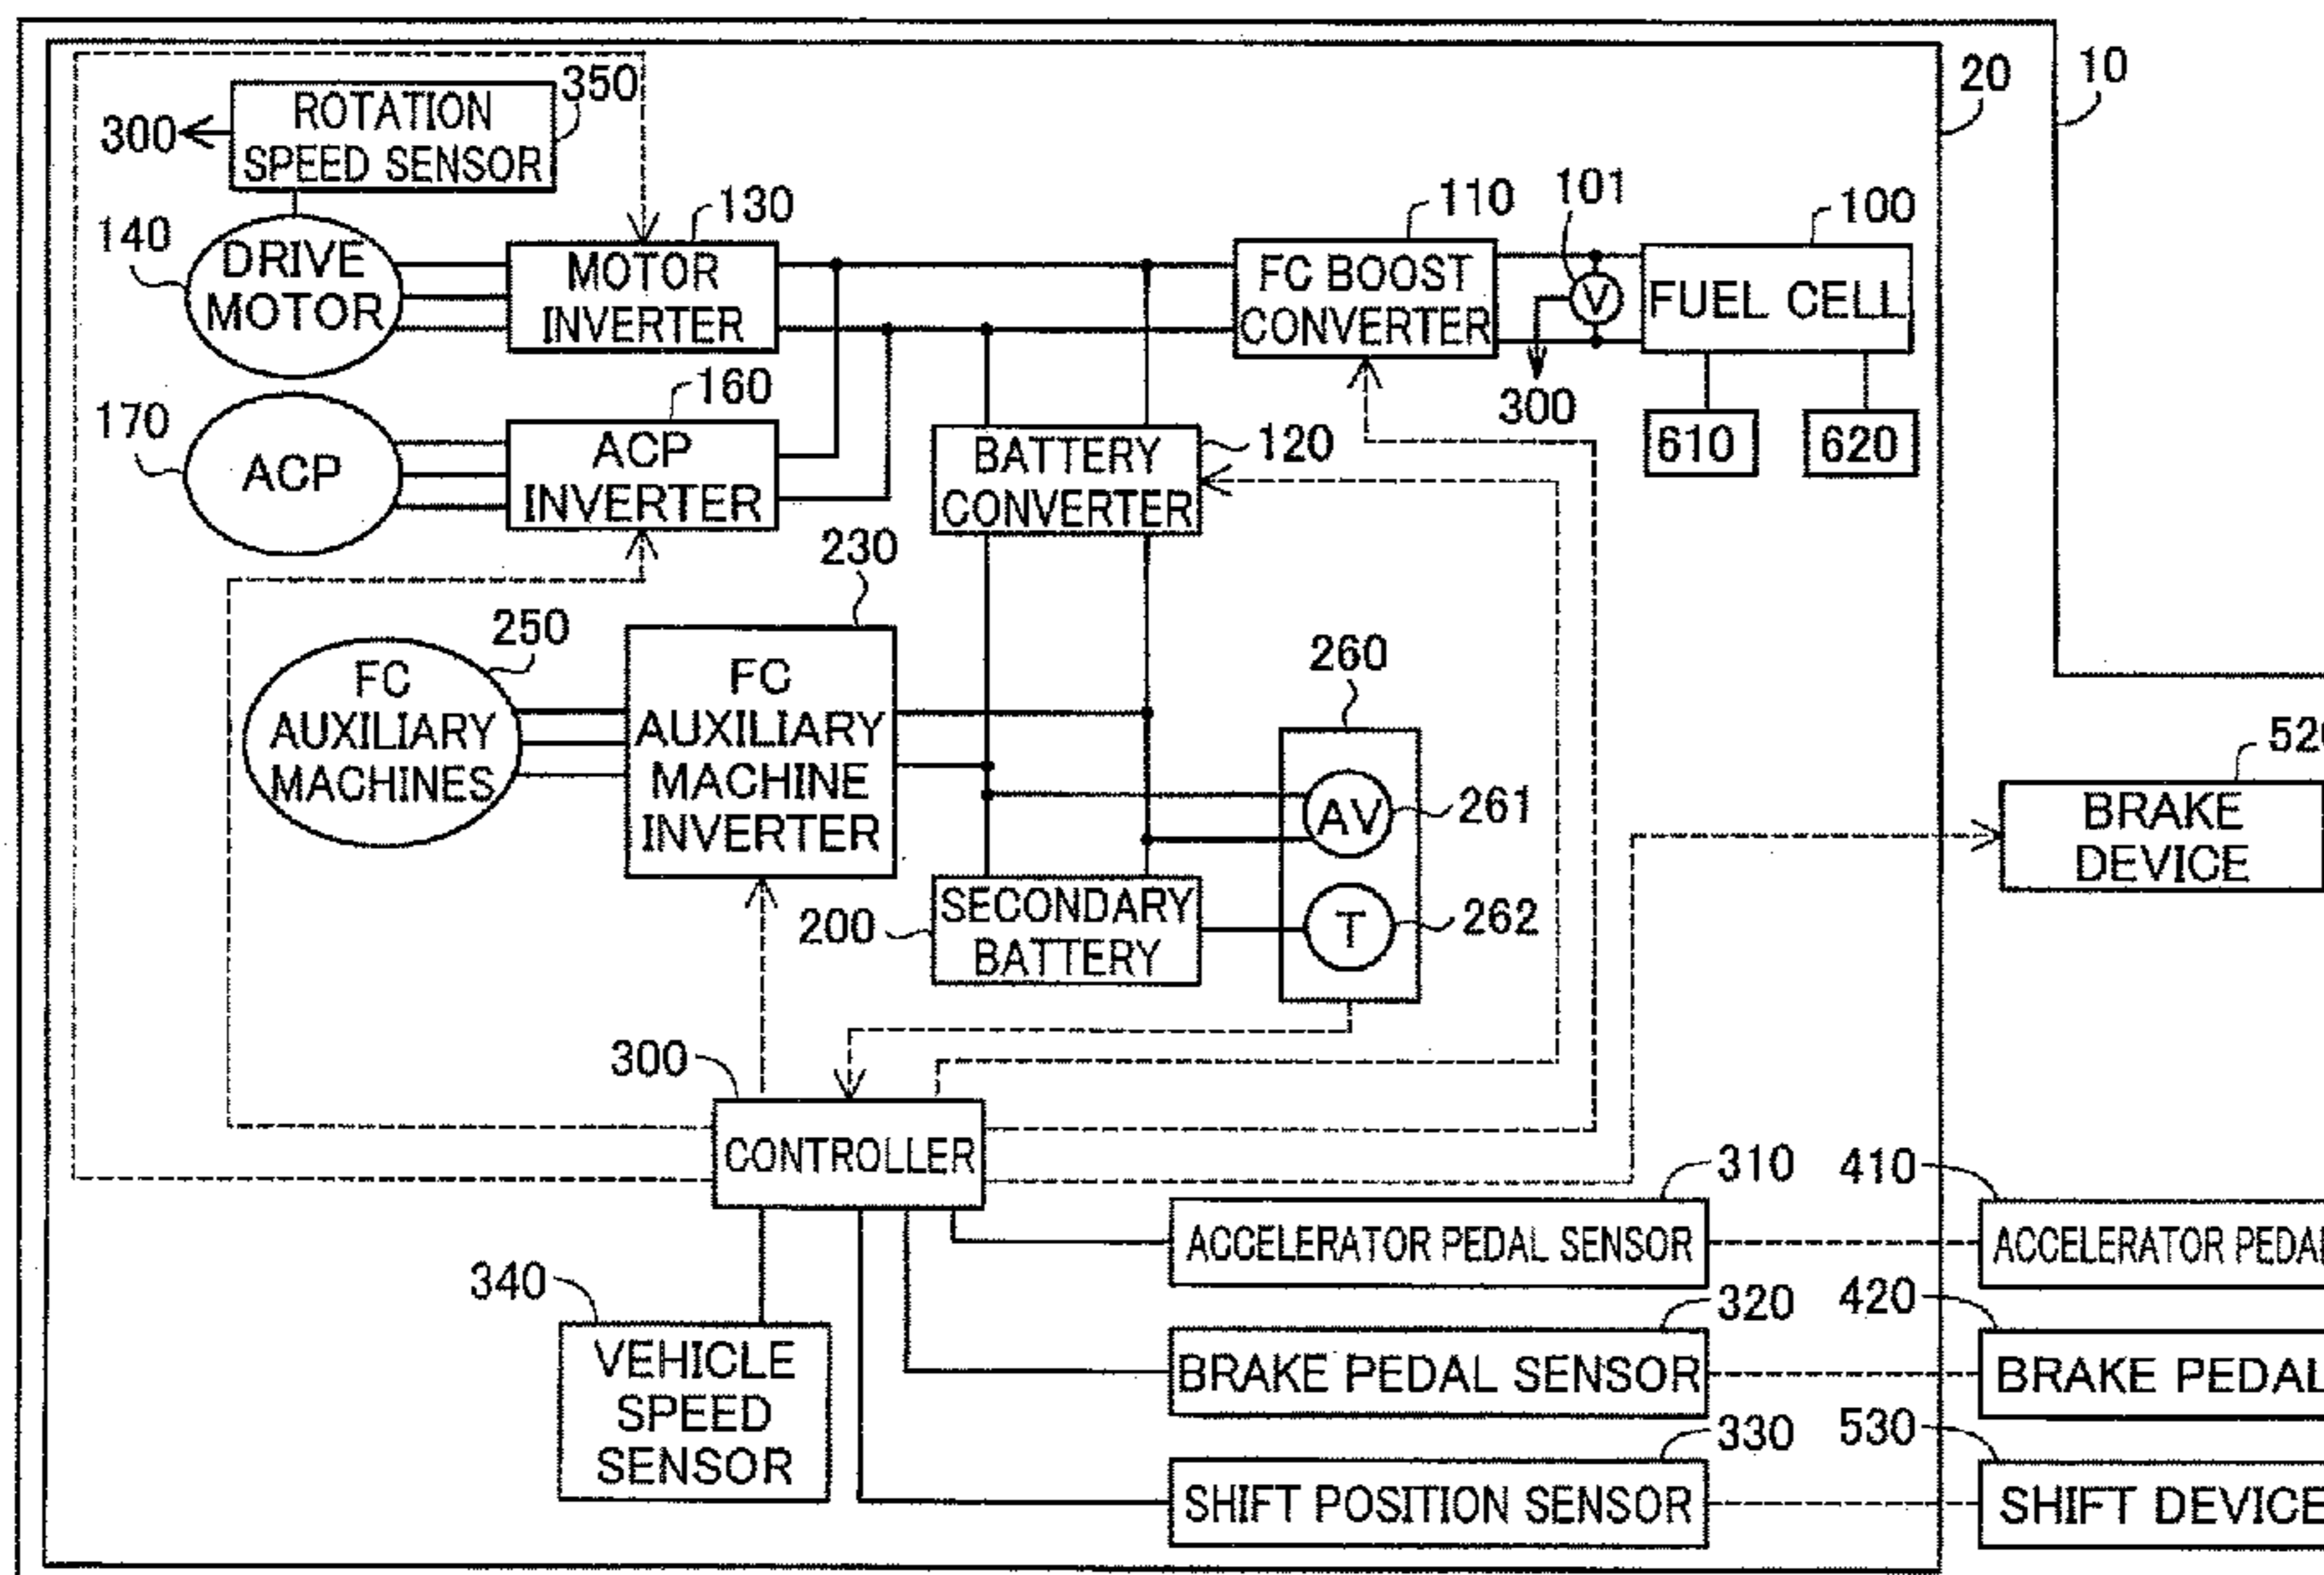 20
10
350
ROTATION
SPEED SENSOR
300
130
110
101
100
140
DRIVE
MOTOR
MOTOR
INVERTER
FC BOOST
CONVERTER
V
FUEL CELL
300
160
170
ACP
ACP
INVERTER
BATTERY
CONVERTER
120
610
620
230
250
FC
AUXILIARY
MACHINES
FC
AUXILIARY
MACHINE
INVERTER
260
AV
261
T
262
200
SECONDARY
BATTERY
BRAKE
DEVICE
300
CONTROLLER
310
410
ACCELERATOR PEDAL SENSOR
ACCELERATOR PEDAL
340
VEHICLE
SPEED
SENSOR
320
420
BRAKE PEDAL SENSOR
BRAKE PEDAL
330
530
SHIFT POSITION SENSOR
SHIFT DEVICE